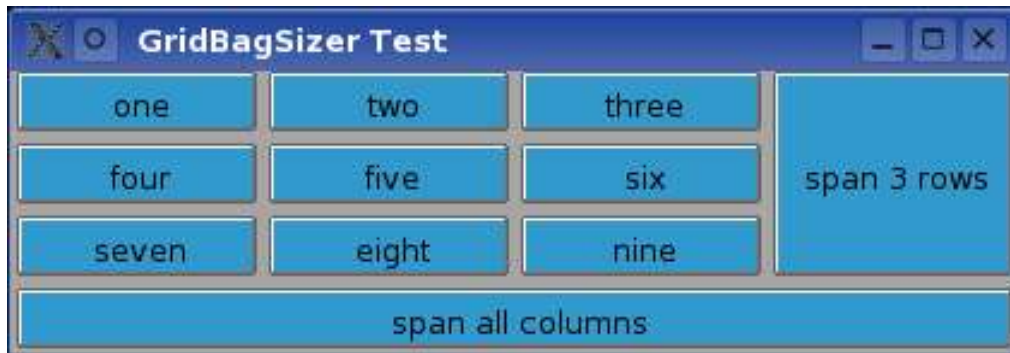 GridBagSizer Test
one two three
four five six span 3 rows
seven eight nine
span all columns